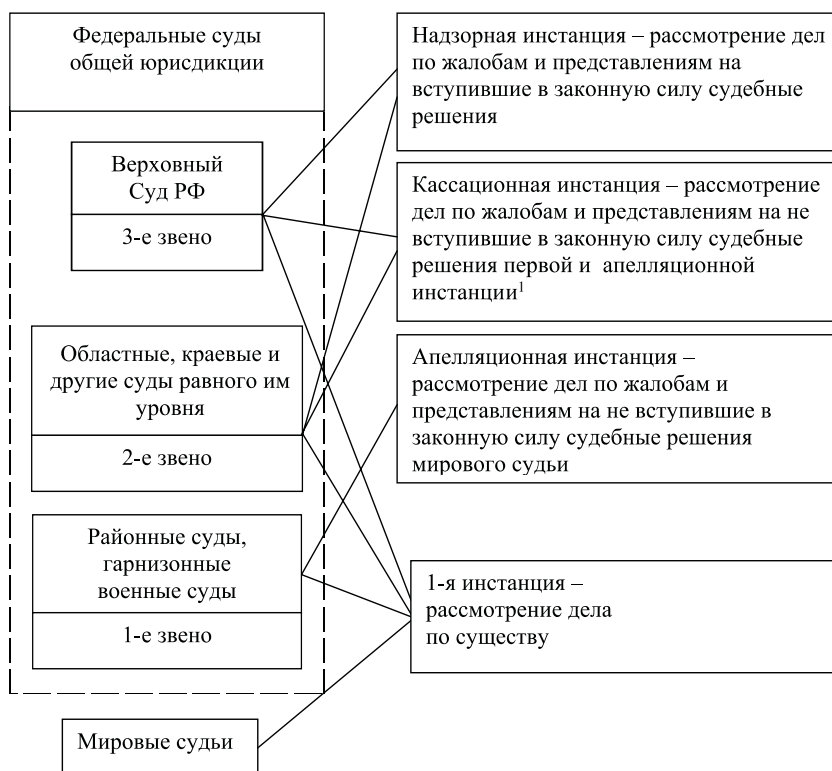 Федеральные суды
общей юрисдикции
Верховный
Суд РФ
3-е звено
Областные, краевые и
другие суды равного им
уровня
2-е звено
Районные суды,
гарнизонные
военные суды
1-е звено
Мировые судьи
Надзорная инстанция – рассмотрение дел
по жалобам и представлениям на
вступившие в законную силу судебные
решения
Кассационная инстанция – рассмотрение
дел по жалобам и представлениям на не
вступившие в законную силу судебные
решения первой и апелляционной
инстанции¹
Апелляционная инстанция –
рассмотрение дел по жалобам и
представлениям на не вступившие в
законную силу судебные решения
мирового судьи
1-я инстанция –
рассмотрение дела
по существу